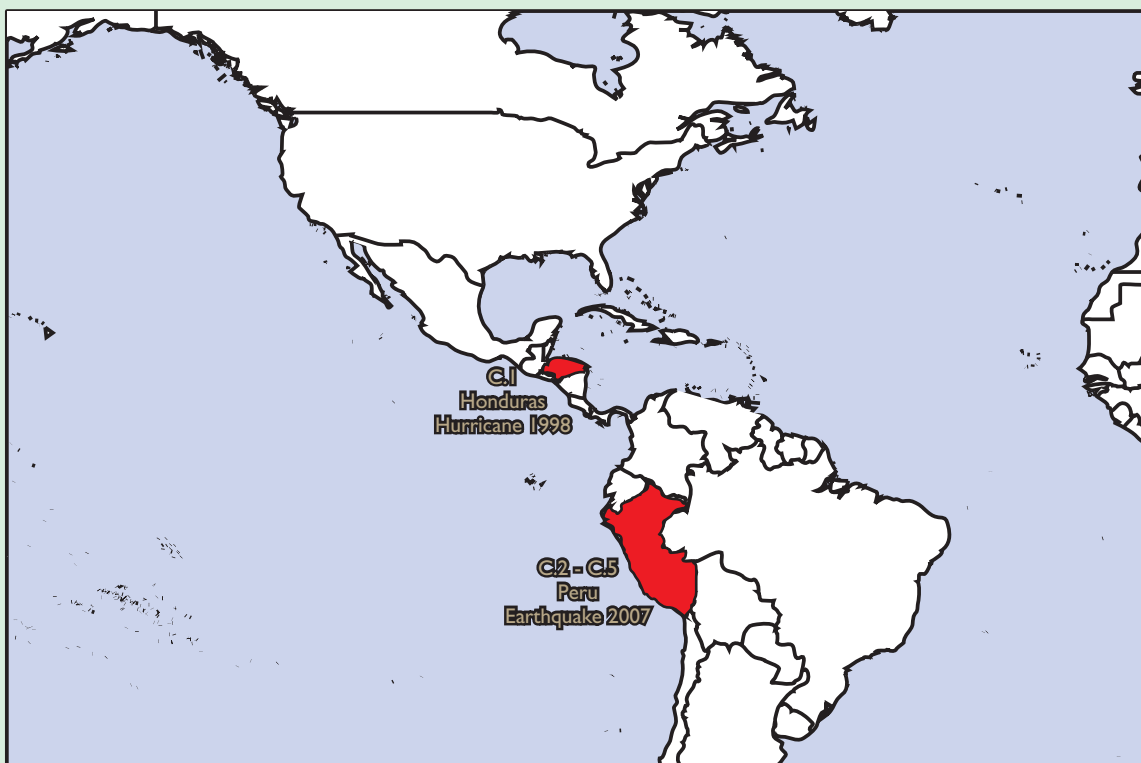 C.1
Honduras
Hurricane 1998
C.2 - C.5
Peru
Earthquake 2007